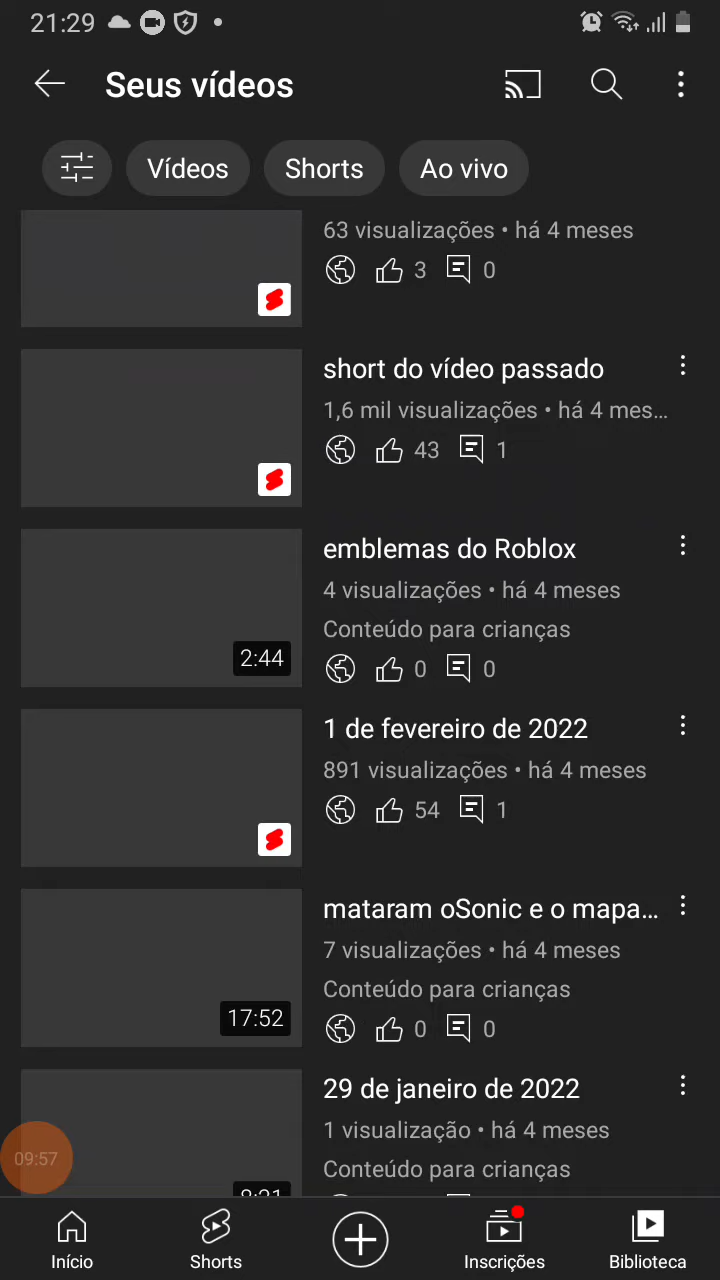 21:29
Seus vídeos
Vídeos
Shorts
Ao vivo
63 visualizações • há 4 meses
3
0
short do vídeo passado
1,6 mil visualizações • há 4 mes...
43
1
emblemas do Roblox
4 visualizações • há 4 meses
Conteúdo para crianças
2:44
0
0
1 de fevereiro de 2022
891 visualizações • há 4 meses
54
1
mataram oSonic e o mapa...
7 visualizações • há 4 meses
Conteúdo para crianças
17:52
0
0
29 de janeiro de 2022
1 visualização • há 4 meses
09:57
Conteúdo para crianças
Início
Shorts
Inscrições
Biblioteca